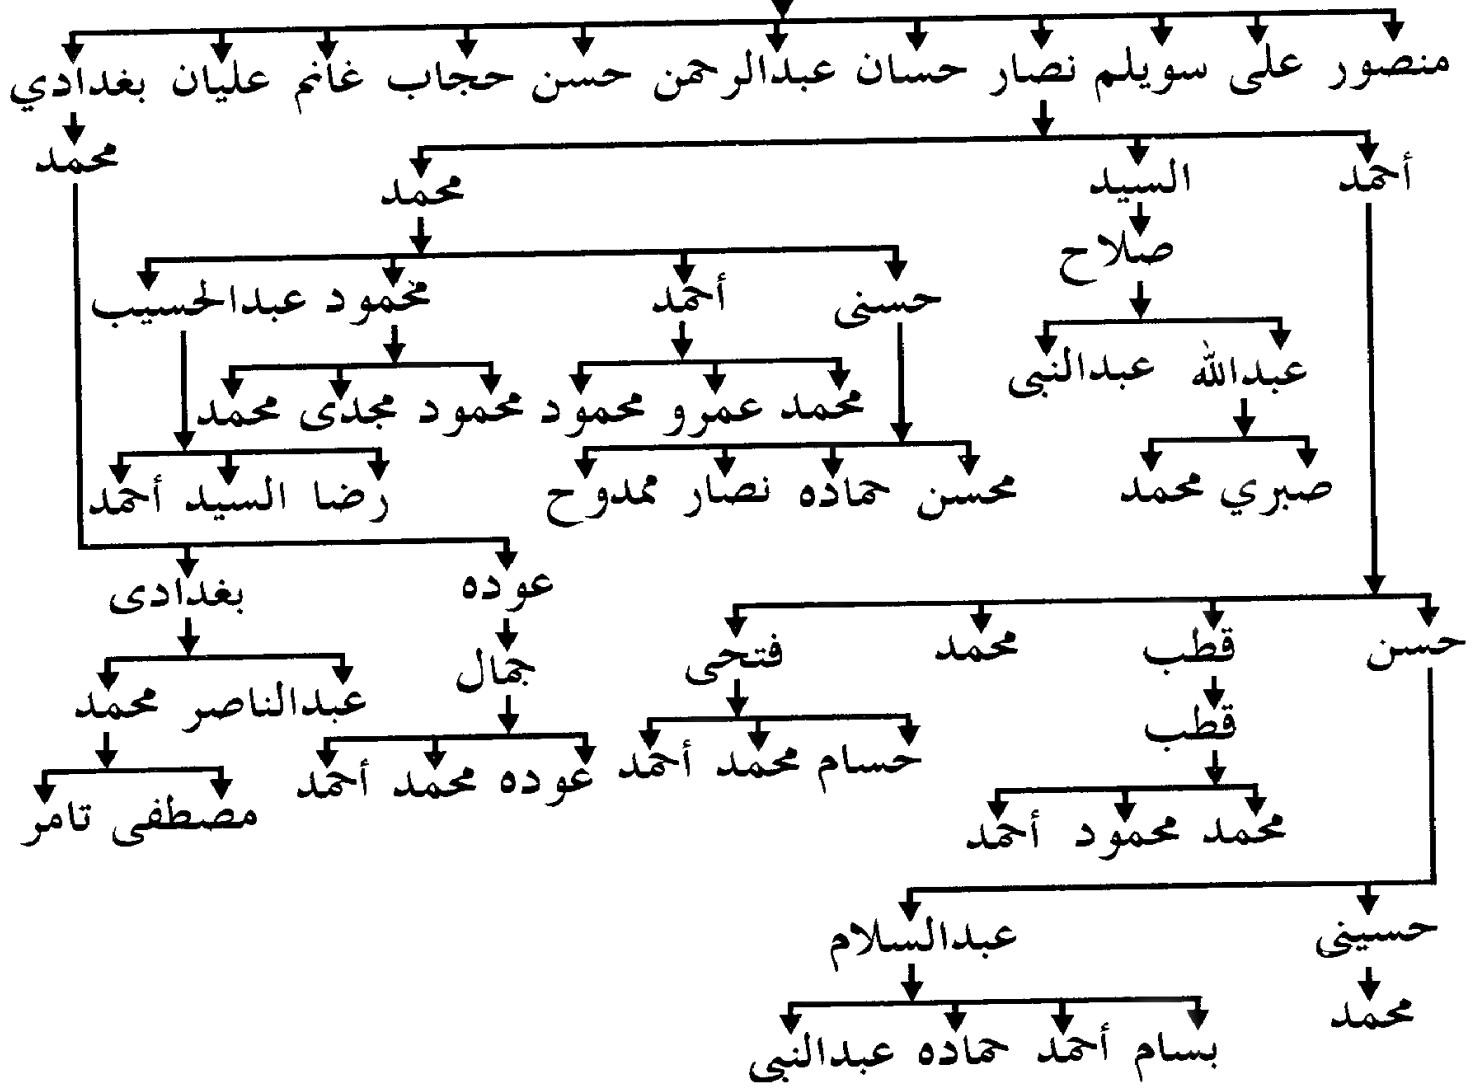 منصور على سويلم نصار حسان عبدالرحمن حسن حجاب غانم عليان بغدادي
أحمد السيد محمد محمد
صلاح
حسنى أحمد محمود عبدالحسيب
عبدالله عبدالنبى
محمد عمرو محمود محمود مجدى محمد
صبري محمد محسن حماده نصار ممدوح رضا السيد أحمد
عوده بغدادى
حسن قطب محمد فتحى جمال
عبدالناصر محمد
قطب
حسام محمد أحمد عوده محمد أحمد
مصطفى تامر
محمد محمود أحمد
حسينى عبدالسلام
محمد
بسام أحمد حماده عبدالنبى